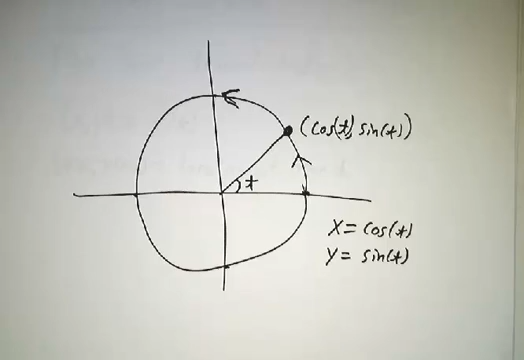 (cos(t), sin(t))
t
X = cos(t)
Y = sin(t)